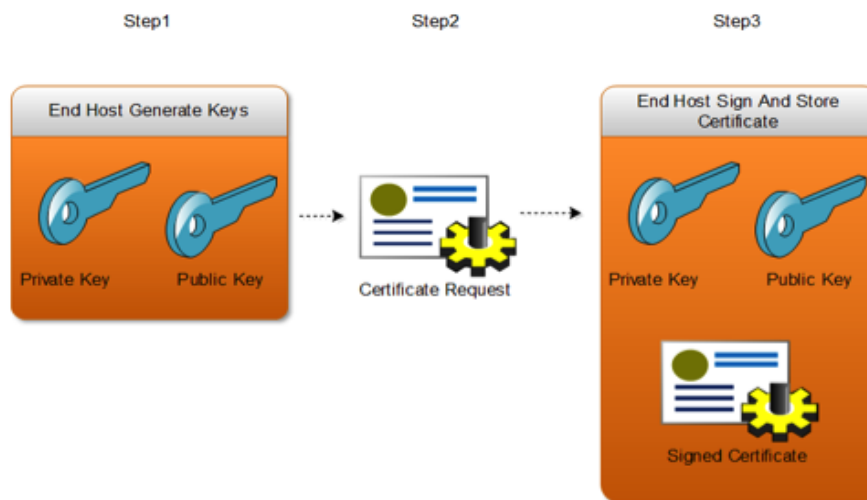 Step1
Step2
Step3
End Host Generate Keys
Private Key
Public Key
Certificate Request
End Host Sign And Store
Certificate
Private Key
Public Key
Signed Certificate